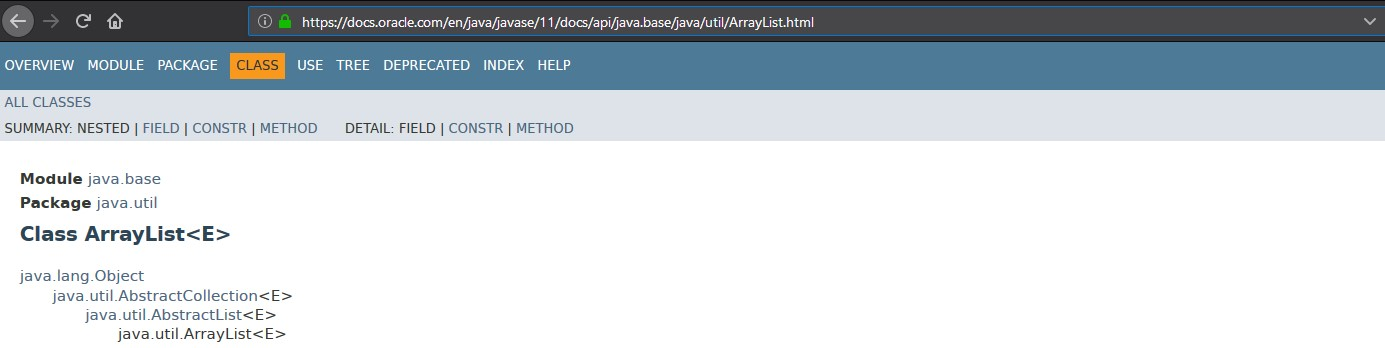 https://docs.oracle.com/en/java/javase/11/docs/api/java.base/java/util/ArrayList.html
OVERVIEW MODULE PACKAGE CLASS USE TREE DEPRECATED INDEX HELP
ALL CLASSES
SUMMARY: NESTED | FIELD | CONSTR | METHOD DETAIL: FIELD | CONSTR | METHOD
Module java.base
Package java.util
Class ArrayList<E>
java.lang.Object
java.util.AbstractCollection<E>
java.util.AbstractList<E>
java.util.ArrayList<E>